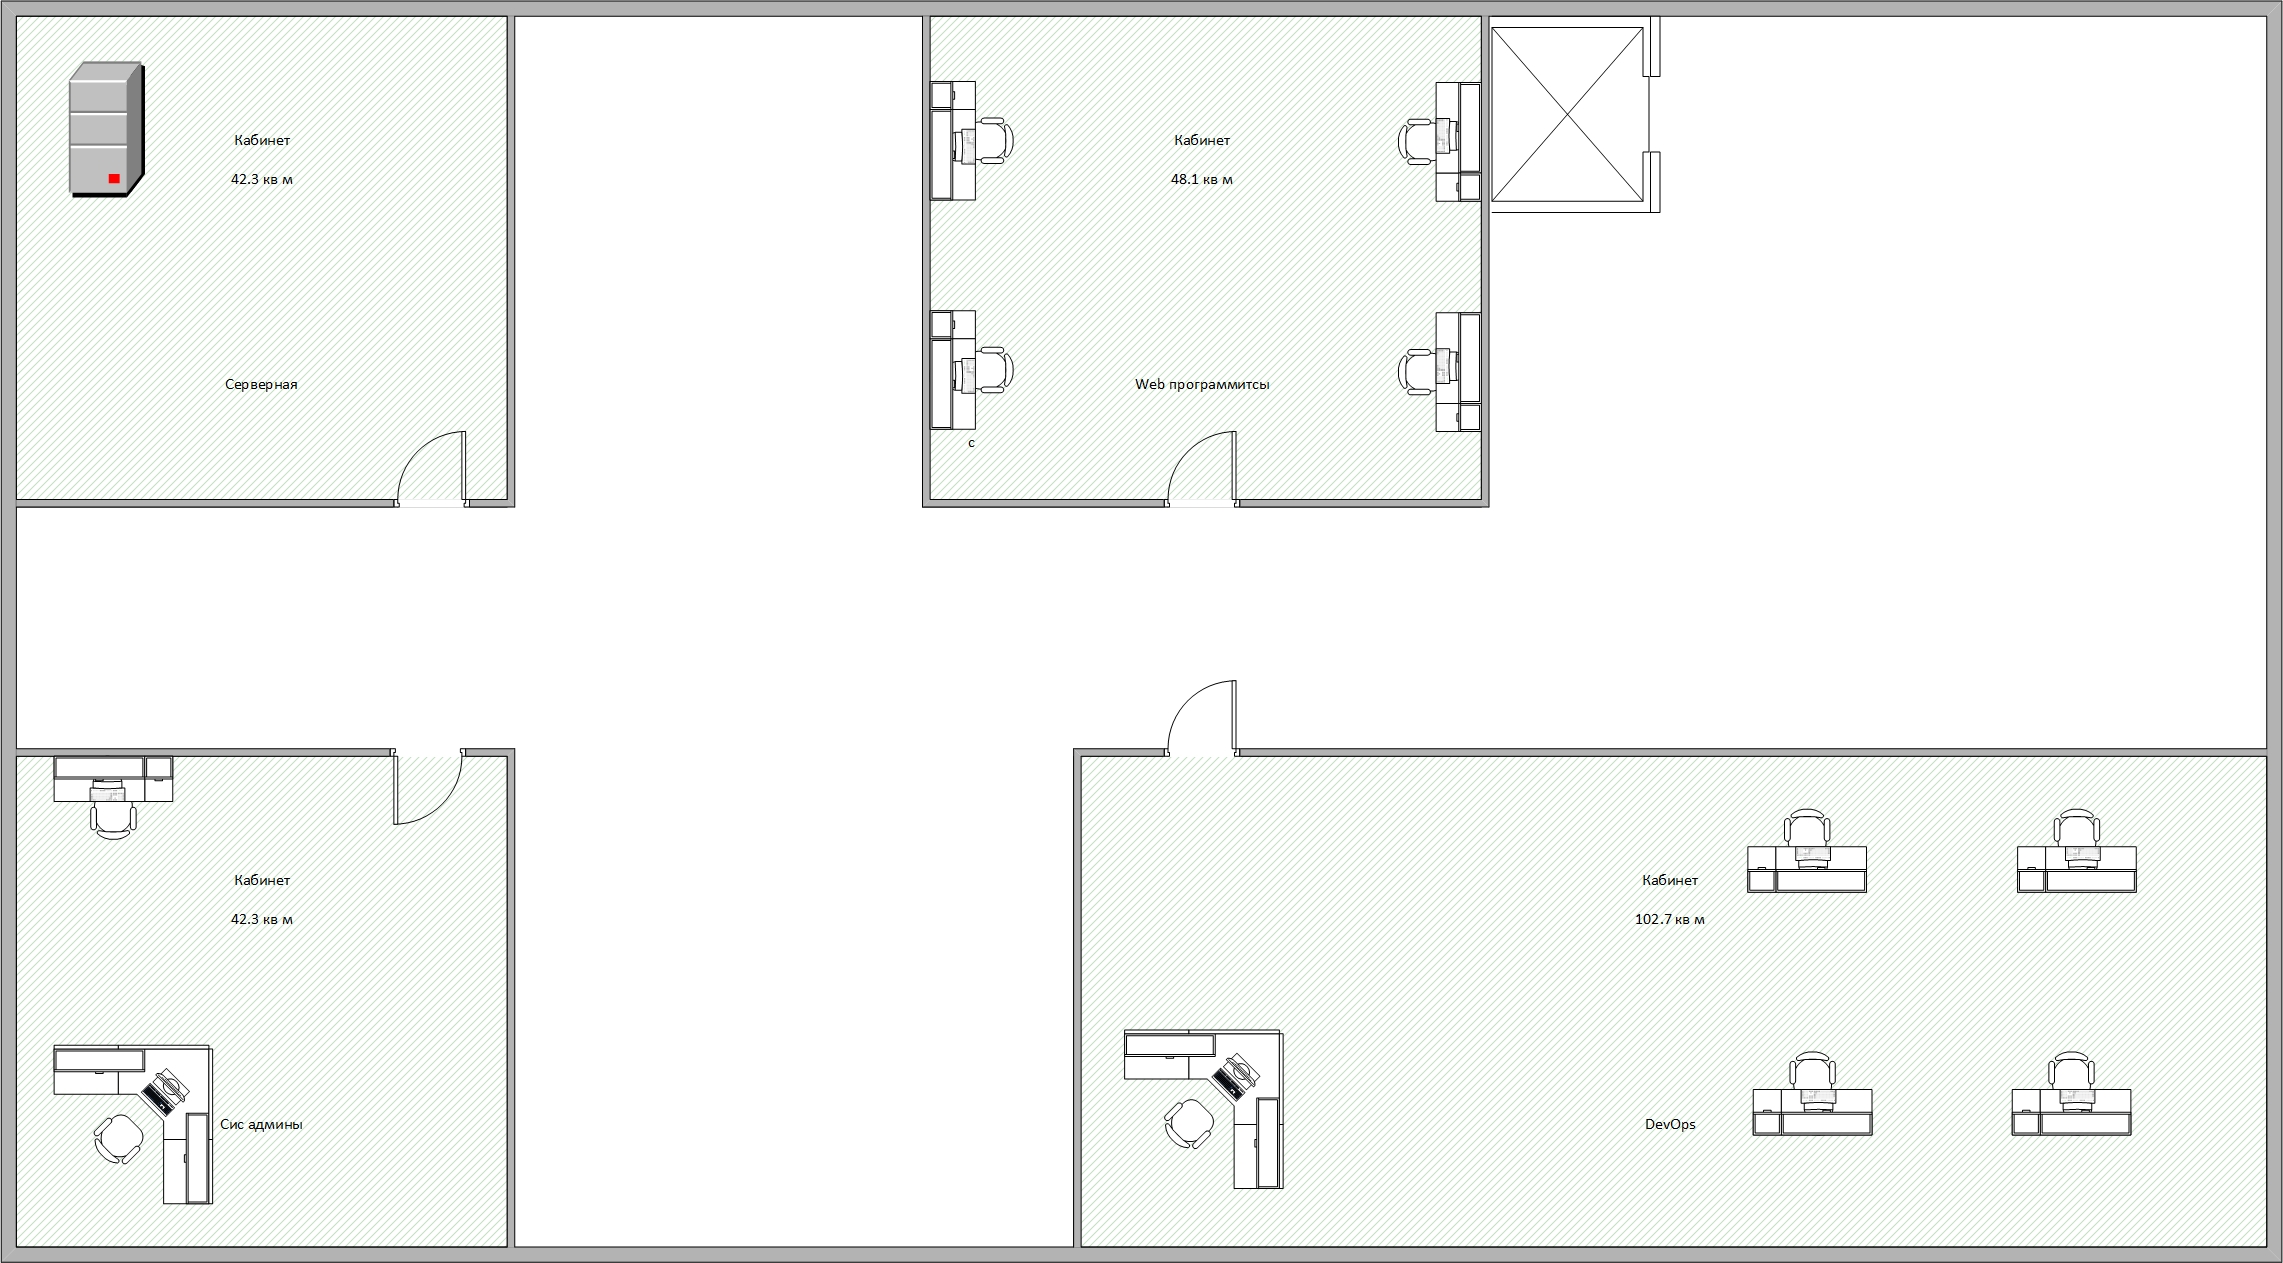 Кабинет
42.3 кв м
Серверная
Кабинет
48.1 кв м
Web программитсы
с
Кабинет
42.3 кв м
Сис админы
Кабинет
102.7 кв м
DevOps